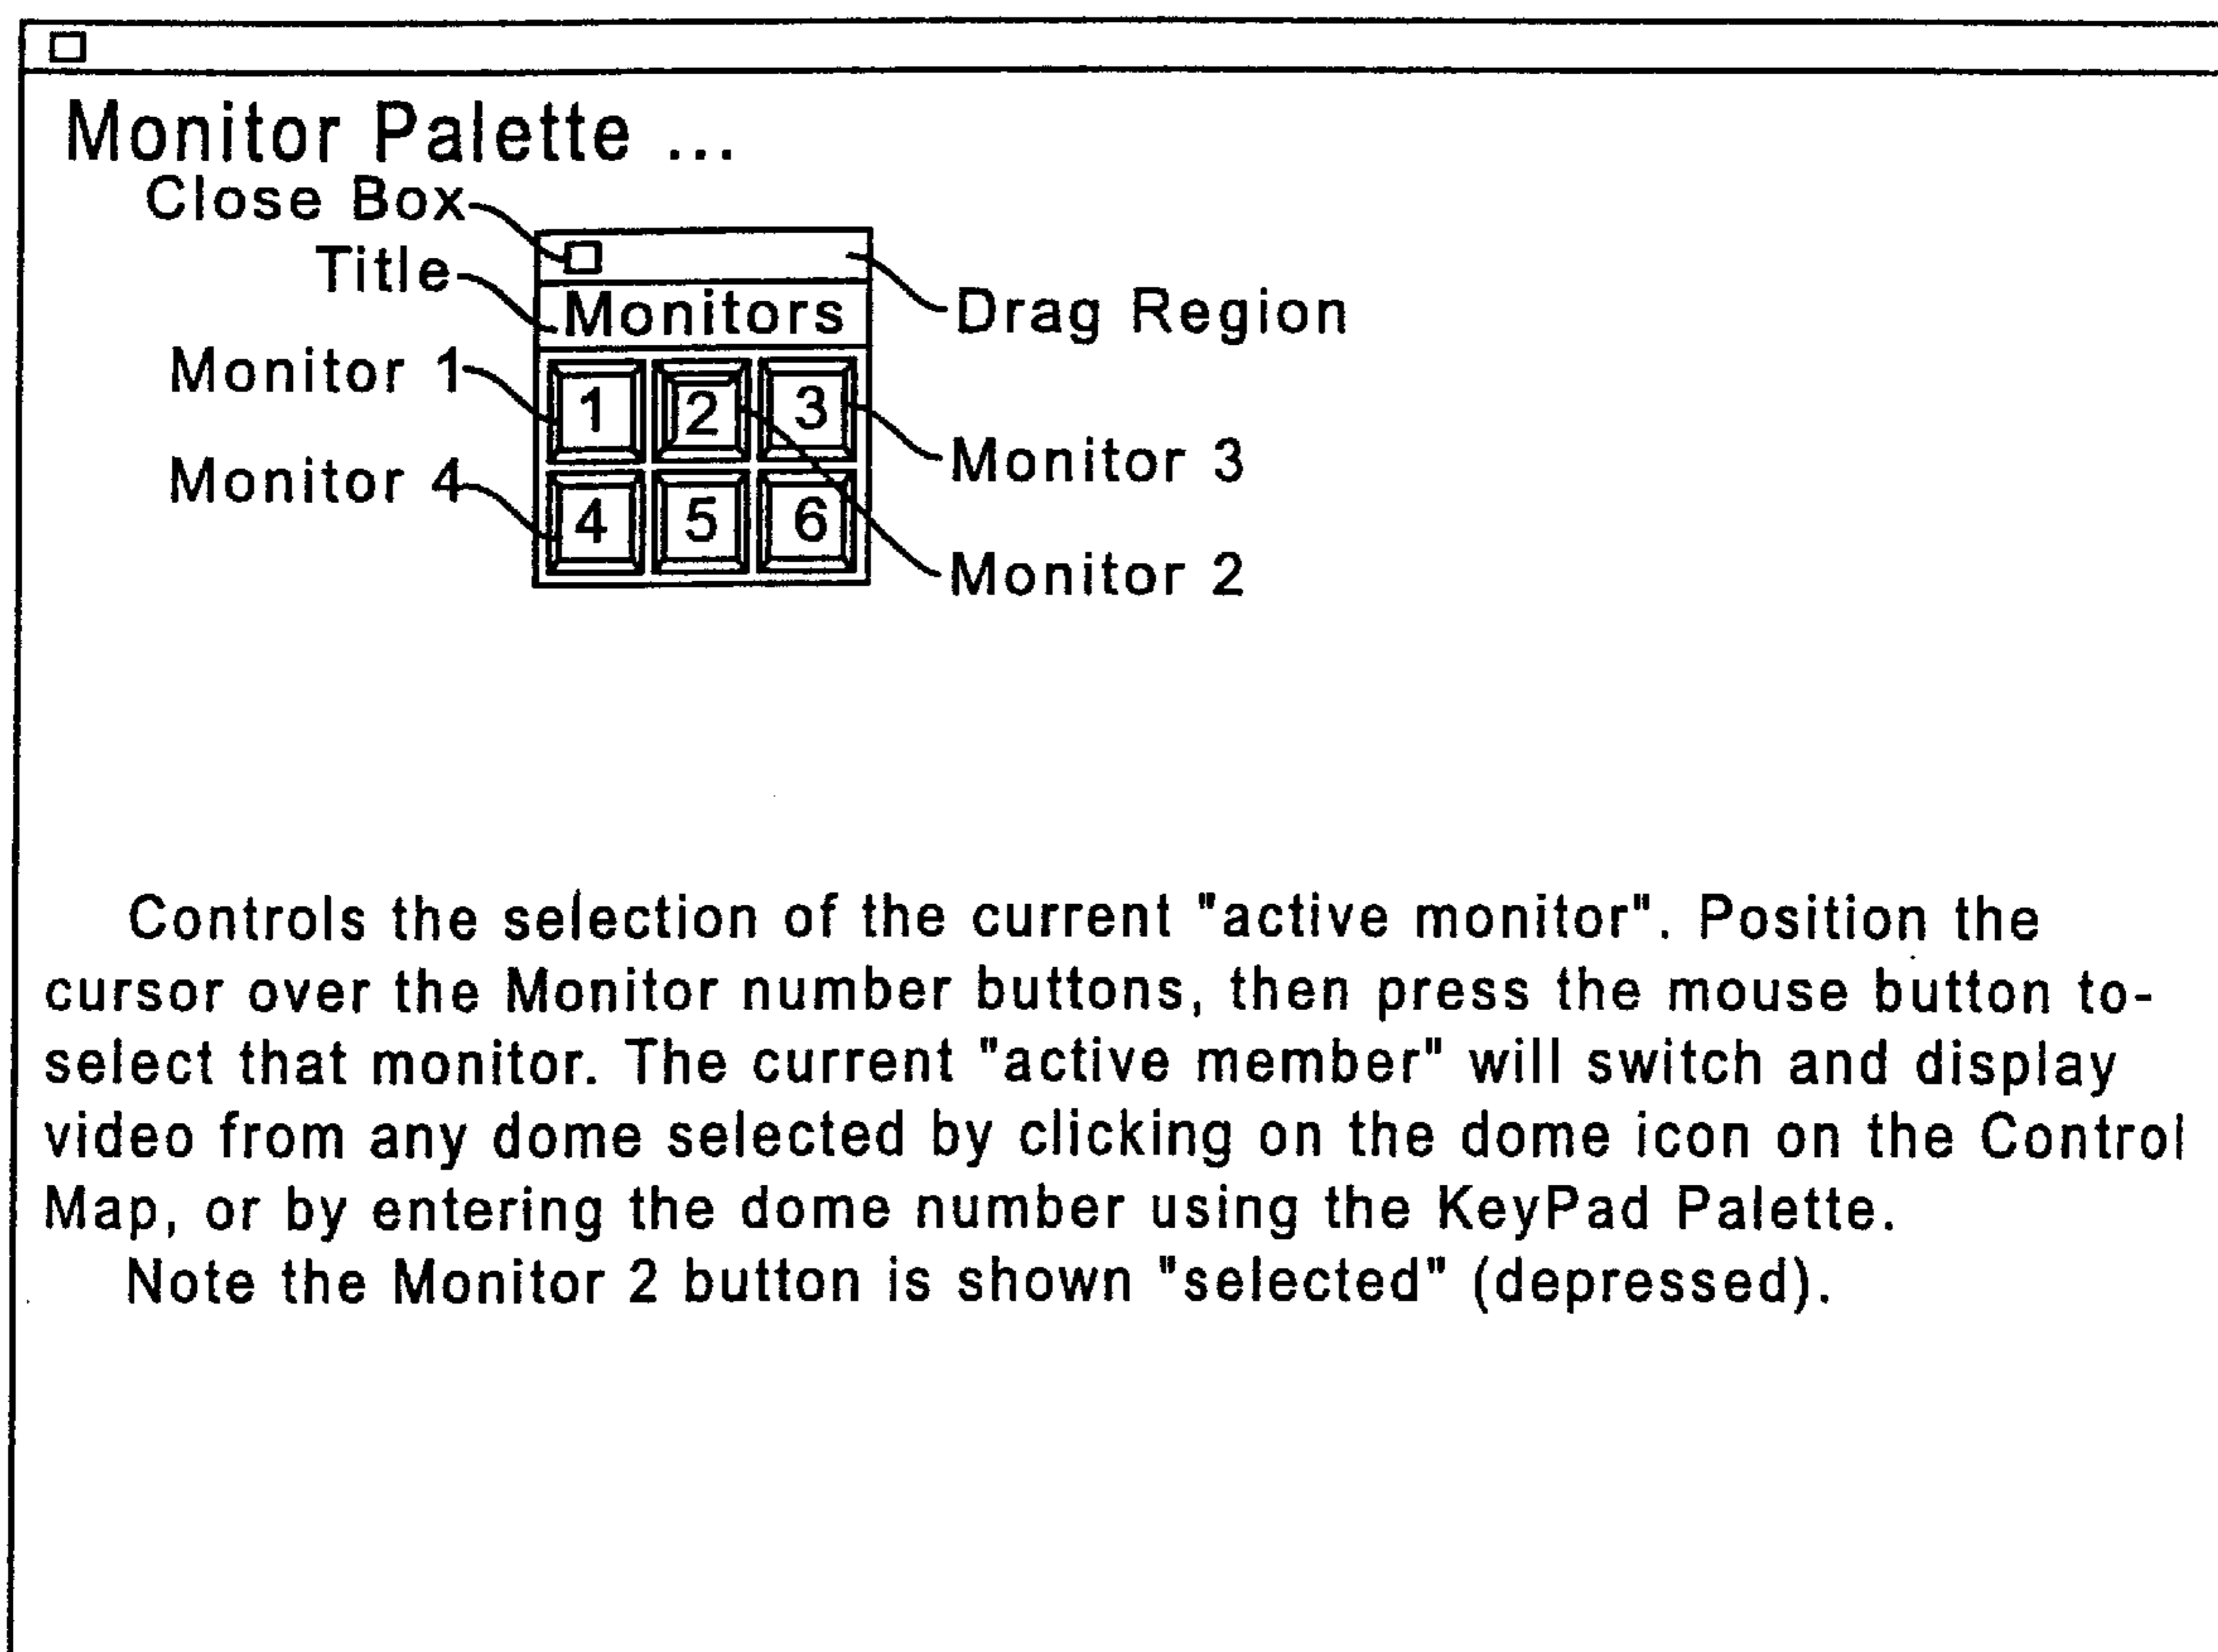 Monitor Palette ...
Close Box
Title
Monitors
Drag Region
Monitor 1
1 2 3
Monitor 3
Monitor 4
4 5 6
Monitor 2
Controls the selection of the current "active monitor". Position the
cursor over the Monitor number buttons, then press the mouse button to-
select that monitor. The current "active member" will switch and display
video from any dome selected by clicking on the dome icon on the Control
Map, or by entering the dome number using the KeyPad Palette.
Note the Monitor 2 button is shown "selected" (depressed).